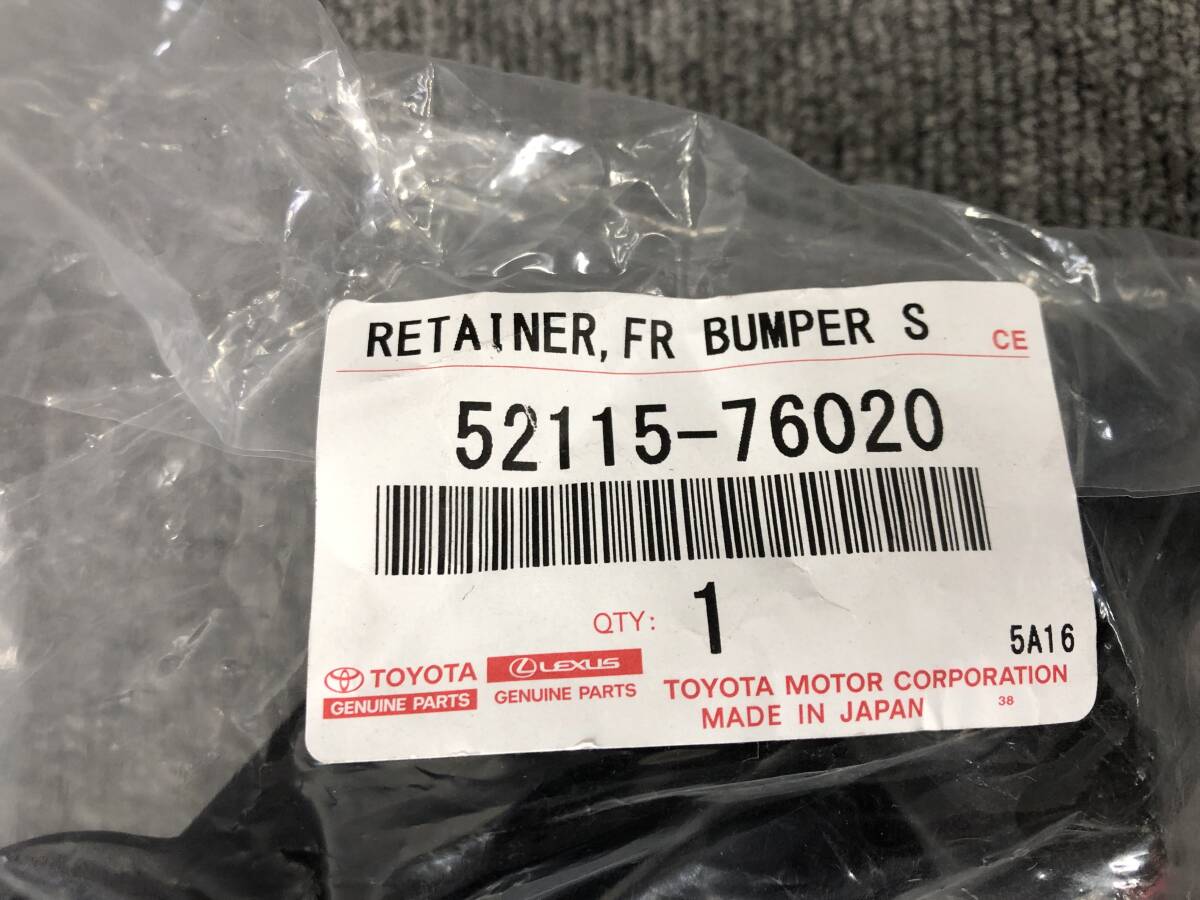 RETAINER, FR BUMPER S CE
52115-76020
QTY: 1
5A16
TOYOTA
GENUINE PARTS
LEXUS
GENUINE PARTS
TOYOTA MOTOR CORPORATION
MADE IN JAPAN 38